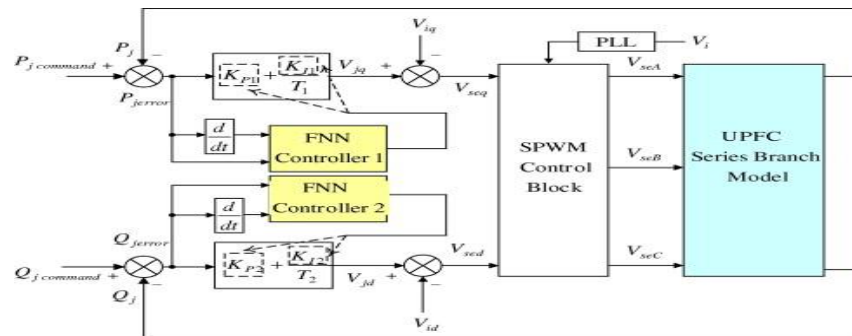 P_j
−
V_iq
−
PLL
V_i
P_j command +
K_P1 + K_I1 / T_1
V_jq +
V_seq
V_seA
P_jerror
d/dt
FNN
Controller 1
SPWM
Control
Block
V_seB
UPFC
Series Branch
Model
FNN
Controller 2
d/dt
Q_jerror
Q_j command +
K_P2 + K_I2 / T_2
V_jd +
V_sed
V_seC
Q_j
−
V_id
−